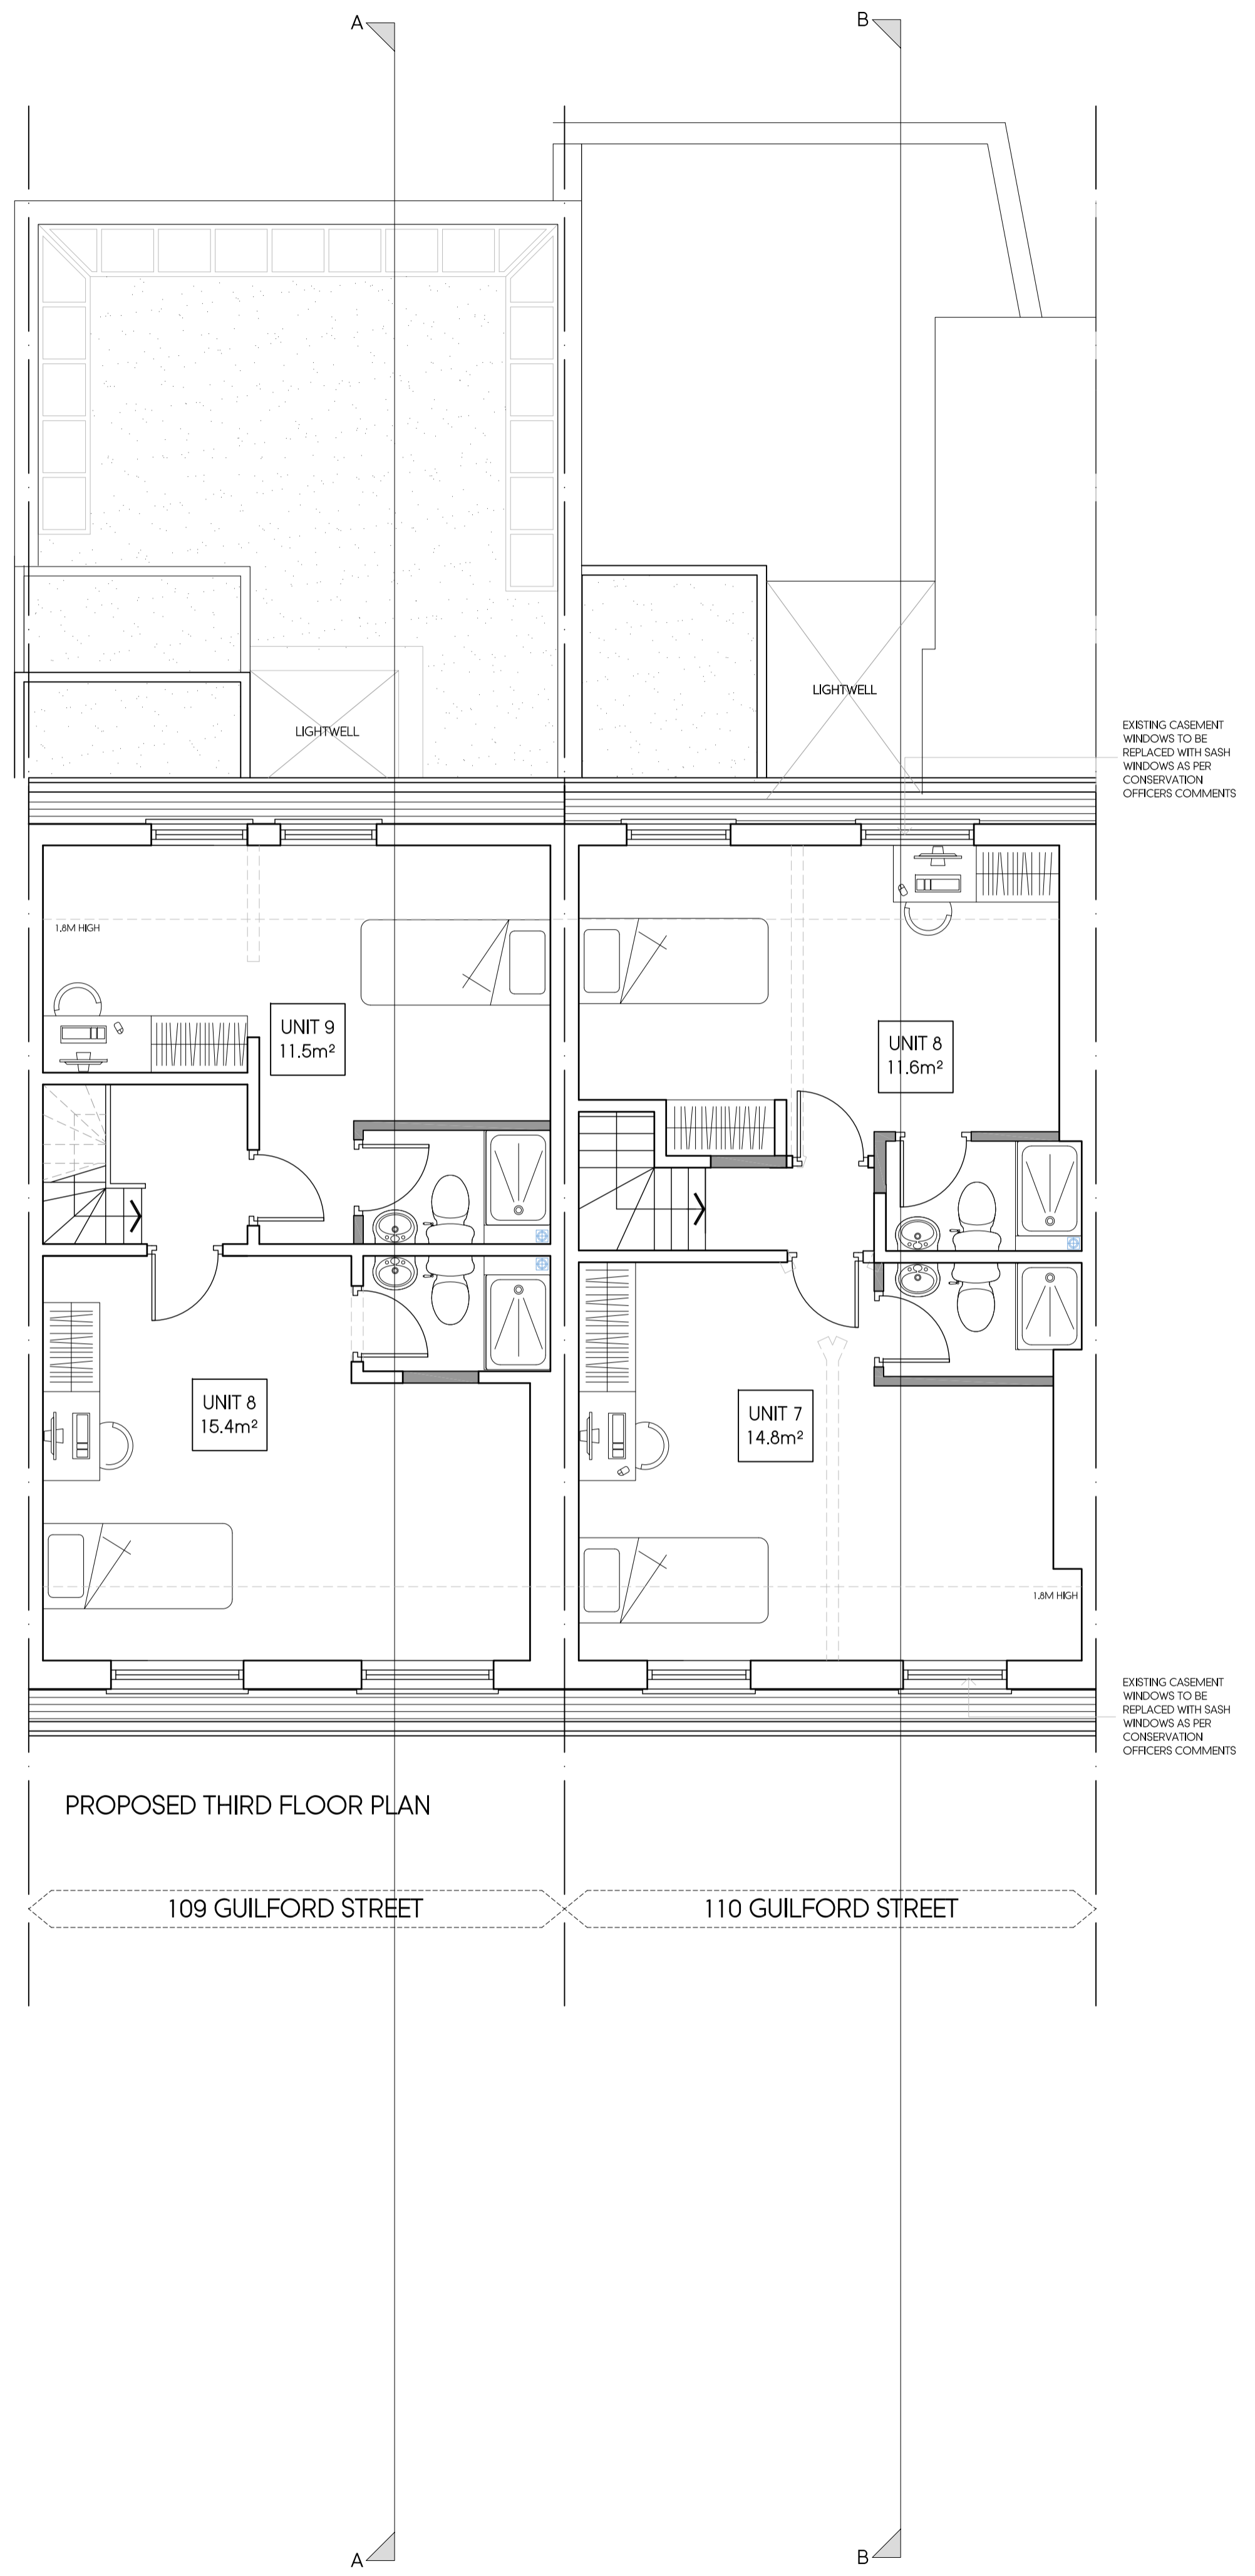 A
B
LIGHTWELL
LIGHTWELL
EXISTING CASEMENT
WINDOWS TO BE
REPLACED WITH SASH
WINDOWS AS PER
CONSERVATION
OFFICERS COMMENTS
1.8M HIGH
UNIT 9
11.5m²
UNIT 8
11.6m²
UNIT 8
15.4m²
UNIT 7
14.8m²
1.8M HIGH
EXISTING CASEMENT
WINDOWS TO BE
REPLACED WITH SASH
WINDOWS AS PER
CONSERVATION
OFFICERS COMMENTS
PROPOSED THIRD FLOOR PLAN
109 GUILFORD STREET
110 GUILFORD STREET
A
B